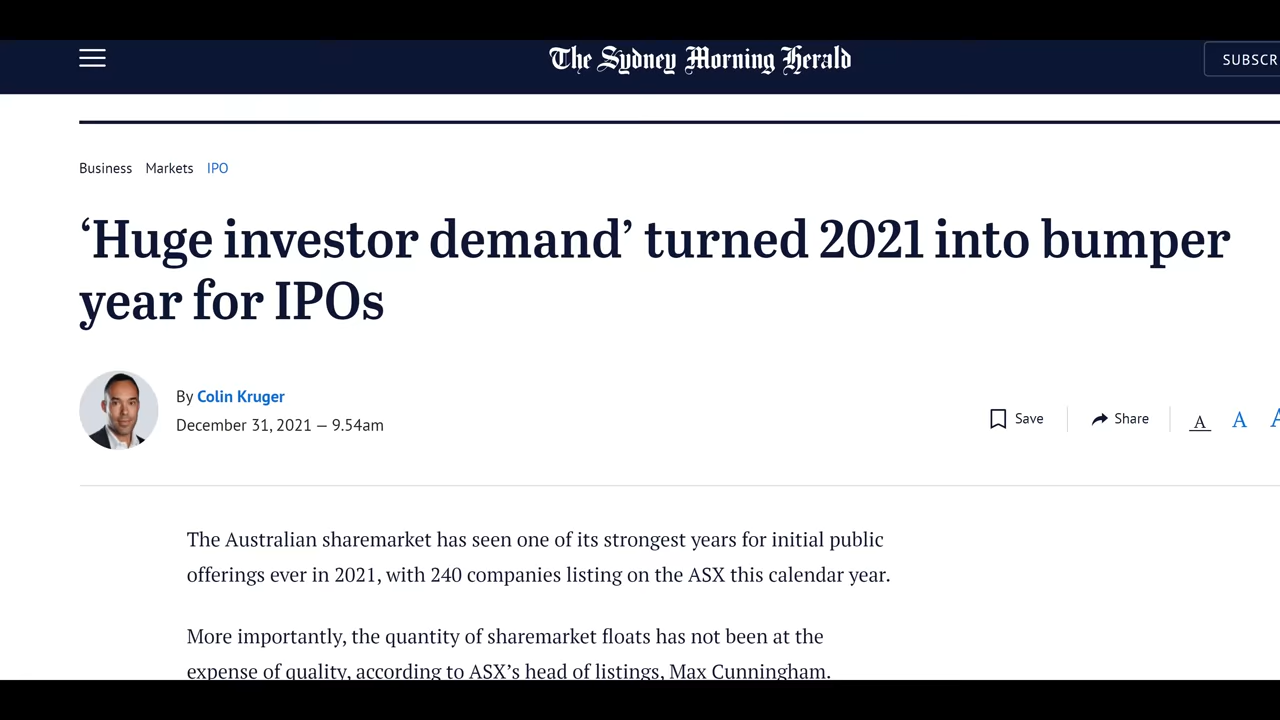 The Sydney Morning Herald
SUBSCR
Business Markets IPO
‘Huge investor demand’ turned 2021 into bumper
year for IPOs
By Colin Kruger
December 31, 2021 — 9.54am
Save
Share
A A A
The Australian sharemarket has seen one of its strongest years for initial public
offerings ever in 2021, with 240 companies listing on the ASX this calendar year.
More importantly, the quantity of sharemarket floats has not been at the
expense of quality, according to ASX’s head of listings, Max Cunningham.